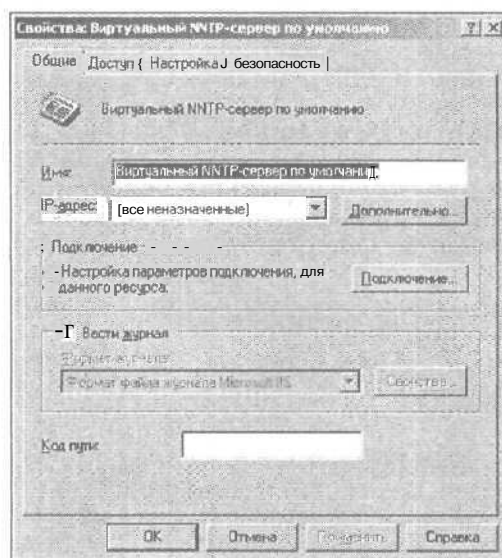 Свойства: Виртуальный NNTP-сервер по умолчанию ? X
Общие Доступ { Настройка J безопасность |
Виртуальный NNTP-сервер по умолчанию
Имя: Виртуальный NNTP-сервер по умолчани
IP-адрес: [все неназначенные] Дополнительно...
; Подключение - - - -
- Настройка параметров подключения, для
данного ресурса. Подключение...
-Г Вести журнал
Формат журнала:
Формат файла журнала Microsoft IIS Свойства...
Код пути:
OK Отмена Применить Справка